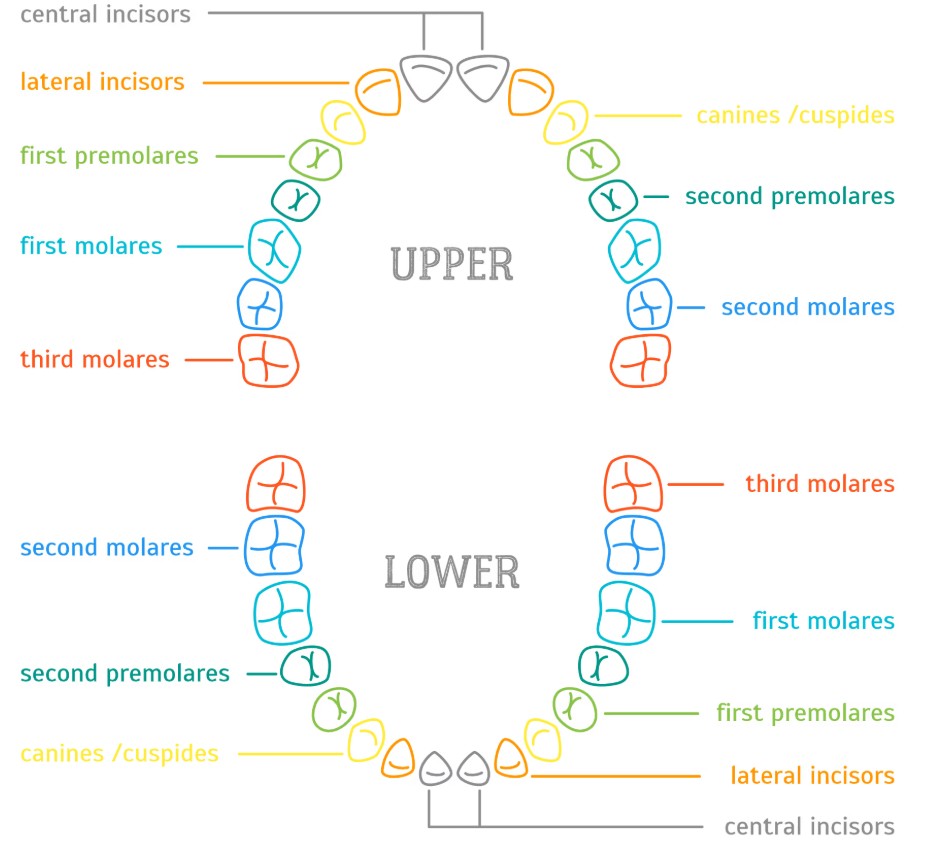 central incisors
lateral incisors
canines /cuspides
first premolares
second premolares
first molares
UPPER
second molares
third molares
third molares
second molares
LOWER
first molares
second premolares
first premolares
canines /cuspides
lateral incisors
central incisors